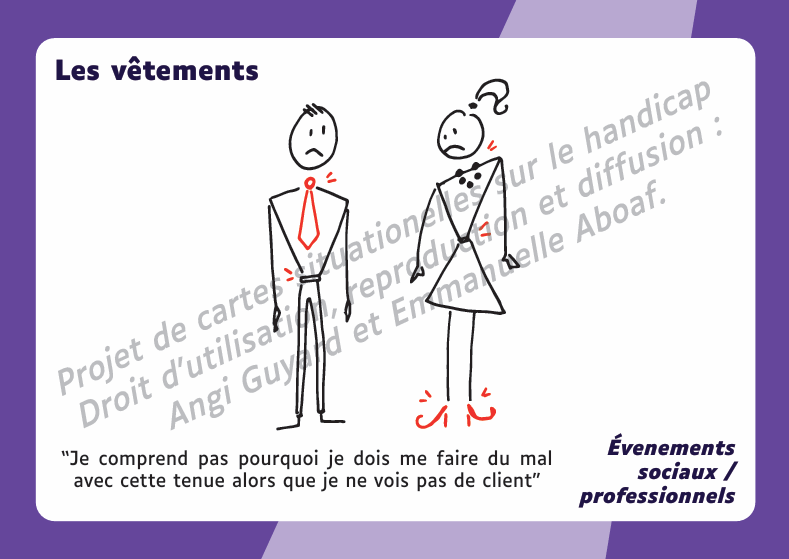 Les vêtements
Projet de cartes situationelles sur le handicap
Droit d'utilisation, reproduction et diffusion :
Angi Guyard et Emmanuelle Aboaf.
"Je comprend pas pourquoi je dois me faire du mal
avec cette tenue alors que je ne vois pas de client"
Évenements
sociaux /
professionnels